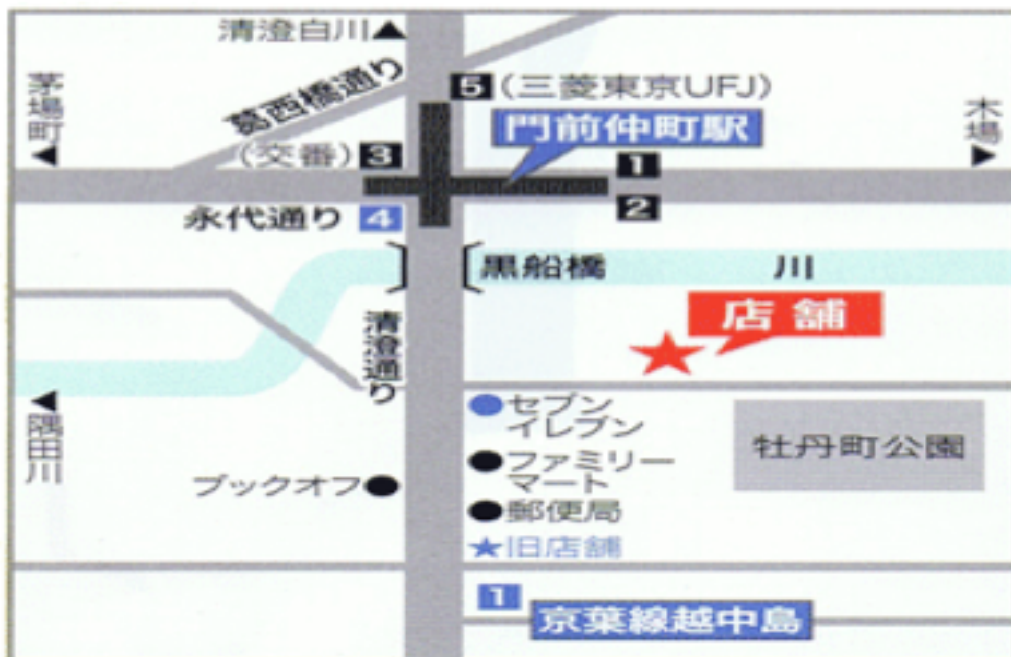 清澄白川▲
葛西橋通り
茅場町
5(三菱東京UFJ)
門前仲町駅
木場
(交番)3
1
2
永代通り 4
黒船橋
川
店舗
清澄通り
隅田川
●セブン
イレブン
●ファミリー
マート
●郵便局
★旧店舗
ブックオフ●
牡丹町公園
1
京葉線越中島